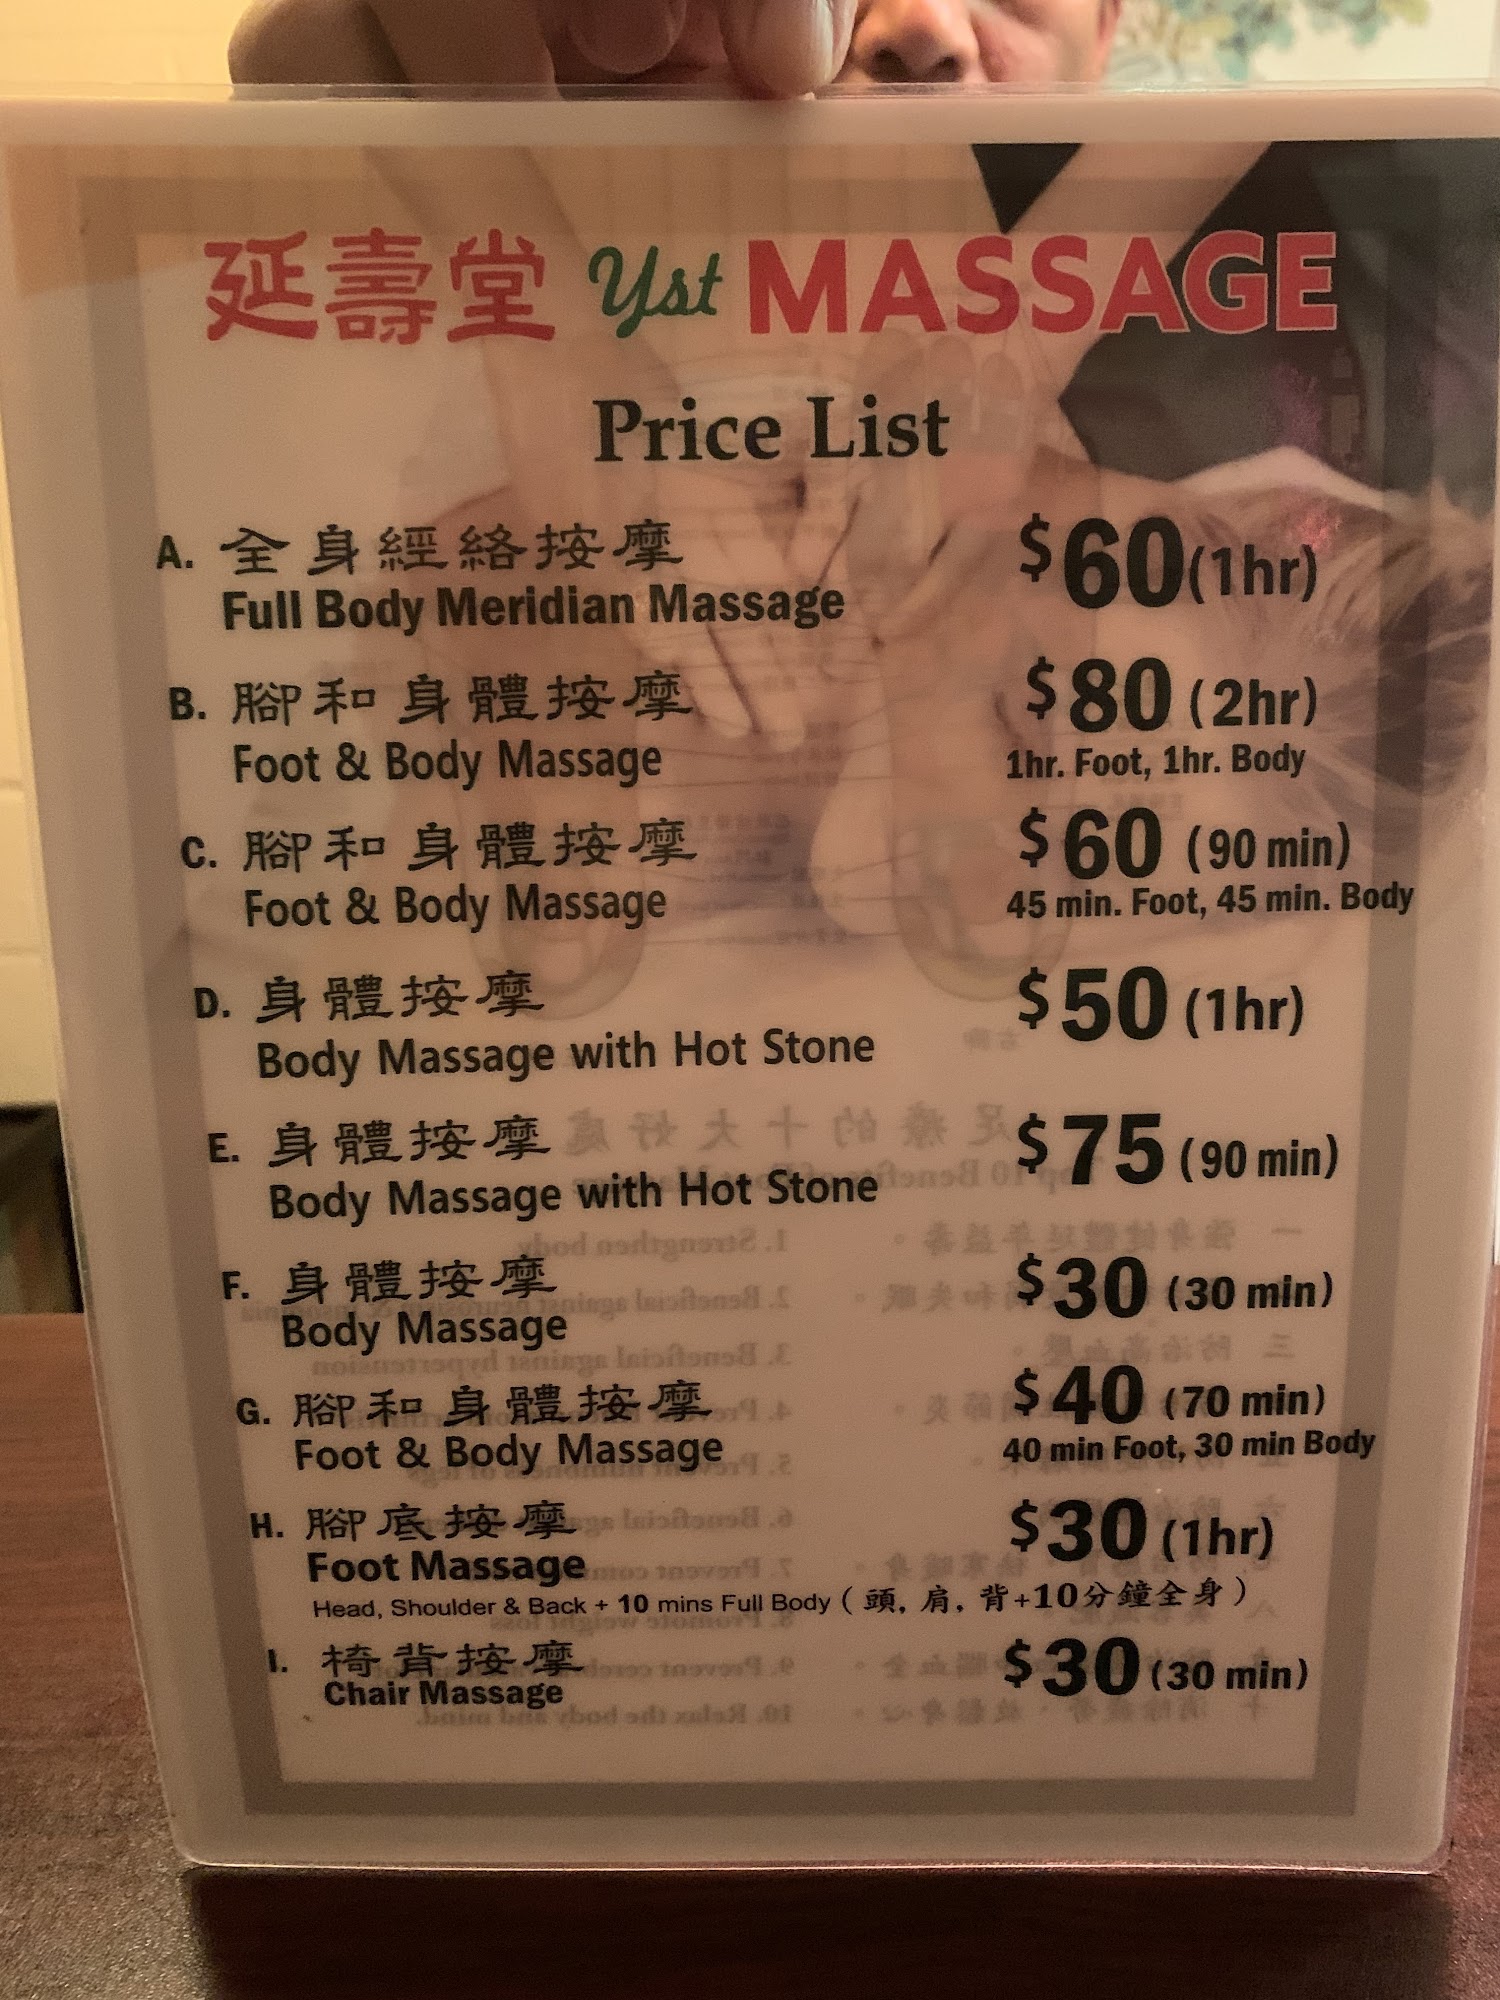 延壽堂 Yst MASSAGE
Price List
A. 全身經絡按摩 $60 (1hr)
Full Body Meridian Massage
B. 腳和身體按摩 $80 (2hr)
Foot & Body Massage 1hr. Foot, 1hr. Body
C. 腳和身體按摩 $60 (90 min)
Foot & Body Massage 45 min. Foot, 45 min. Body
D. 身體按摩 $50 (1hr)
Body Massage with Hot Stone
E. 身體按摩 $75 (90 min)
Body Massage with Hot Stone
F. 身體按摩 $30 (30 min)
Body Massage
G. 腳和身體按摩 $40 (70 min)
Foot & Body Massage 40 min Foot, 30 min Body
H. 腳底按摩 $30 (1hr)
Foot Massage
Head, Shoulder & Back + 10 mins Full Body (頭, 肩, 背+10分鐘全身)
I. 椅背按摩 $30 (30 min)
Chair Massage